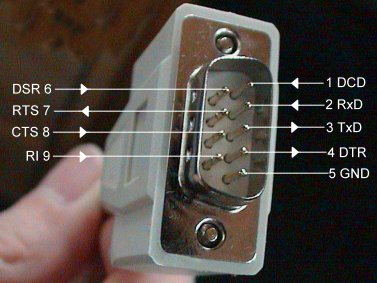 DSR 6
RTS 7
CTS 8
RI 9
1 DCD
2 RxD
3 TxD
4 DTR
5 GND